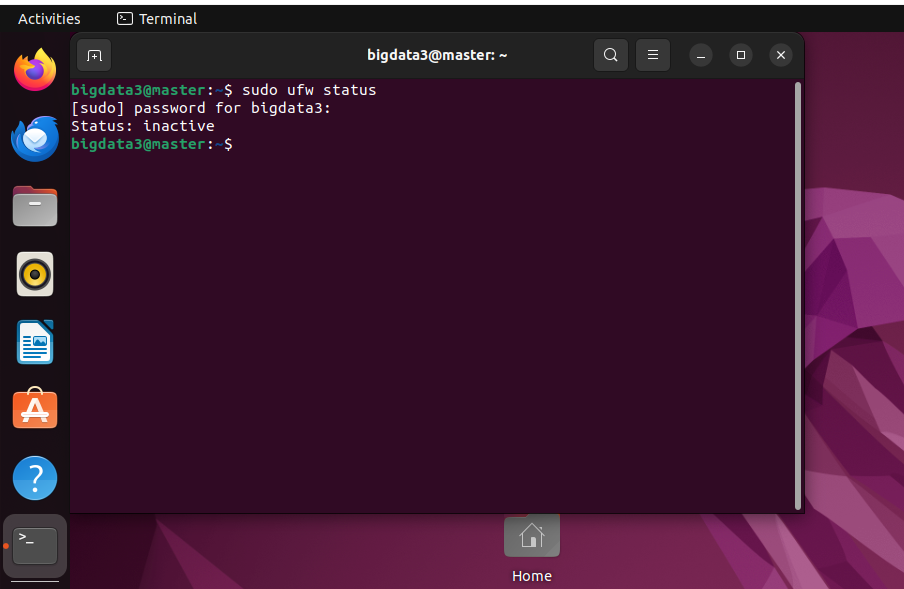 Activities
Terminal
bigdata3@master: ~
bigdata3@master:~$ sudo ufw status
[sudo] password for bigdata3:
Status: inactive
bigdata3@master:~$
Home